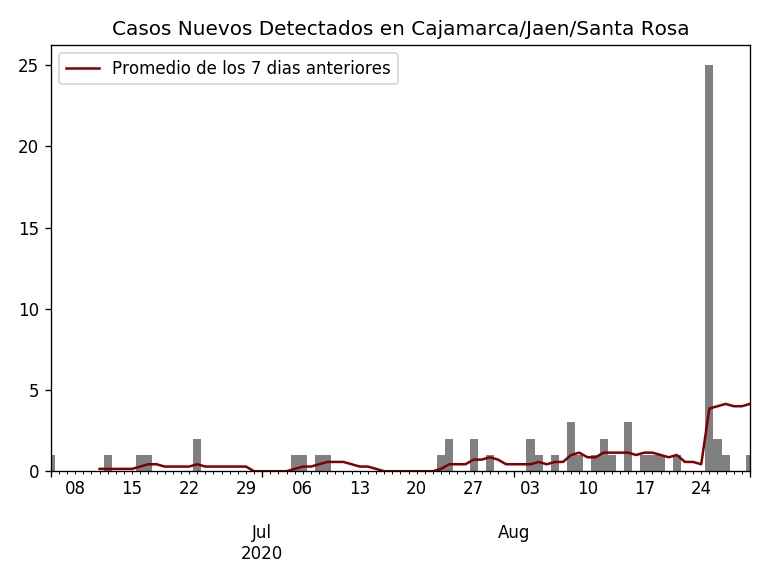 Casos Nuevos Detectados en Cajamarca/Jaen/Santa Rosa
Promedio de los 7 dias anteriores
25
20
15
10
5
0
08 15 22 29 06 13 20 27 03 10 17 24
Jul Aug
2020